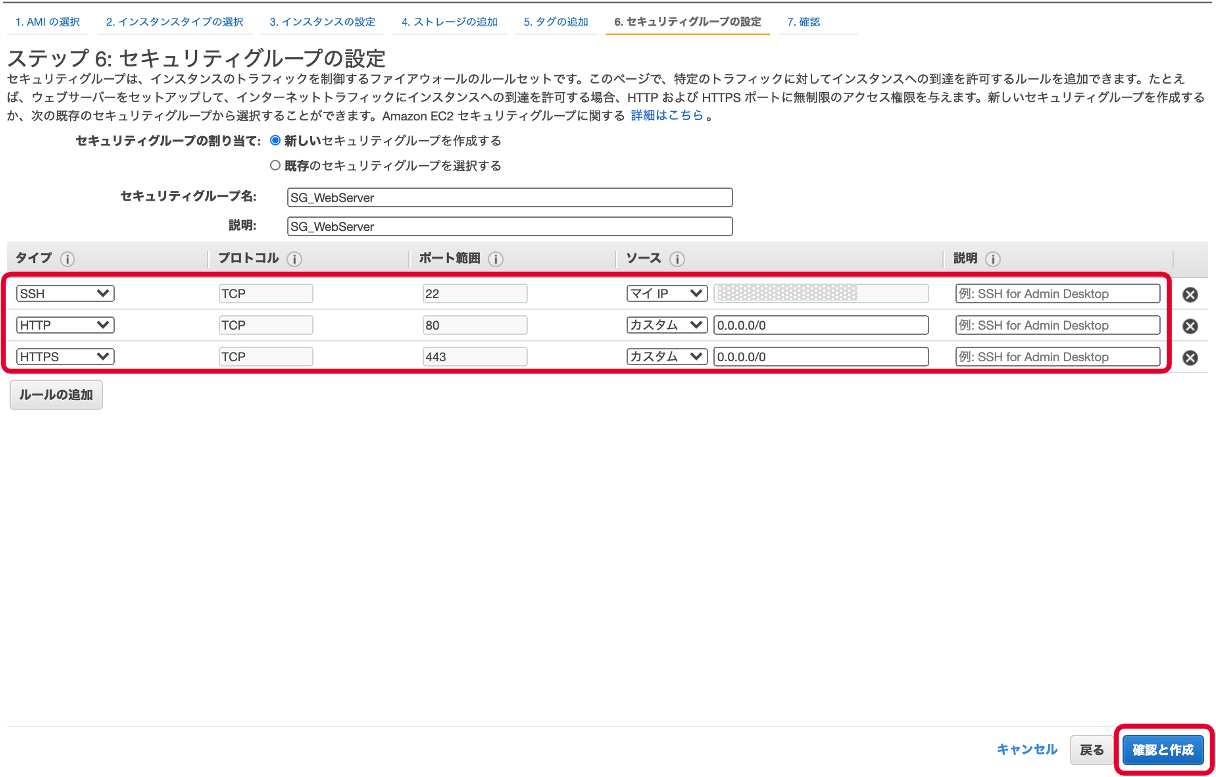 1. AMI の選択 2. インスタンスタイプの選択 3. インスタンスの設定 4. ストレージの追加 5. タグの追加 6. セキュリティグループの設定 7. 確認
ステップ 6: セキュリティグループの設定
セキュリティグループは、インスタンスのトラフィックを制御するファイアウォールのルールセットです。このページで、特定のトラフィックに対してインスタンスへの到達を許可するルールを追加できます。たとえ
ば、ウェブサーバーをセットアップして、インターネットトラフィックにインスタンスへの到達を許可する場合、HTTP および HTTPS ポートに無制限のアクセス権限を与えます。新しいセキュリティグループを作成する
か、次の既存のセキュリティグループから選択することができます。Amazon EC2 セキュリティグループに関する 詳細はこちら 。
セキュリティグループの割り当て: 新しいセキュリティグループを作成する
既存のセキュリティグループを選択する
セキュリティグループ名: SG_WebServer
説明: SG_WebServer
タイプ プロトコル ポート範囲 ソース 説明
SSH TCP 22 マイ IP 例: SSH for Admin Desktop
HTTP TCP 80 カスタム 0.0.0.0/0 例: SSH for Admin Desktop
HTTPS TCP 443 カスタム 0.0.0.0/0 例: SSH for Admin Desktop
ルールの追加
キャンセル 戻る 確認と作成